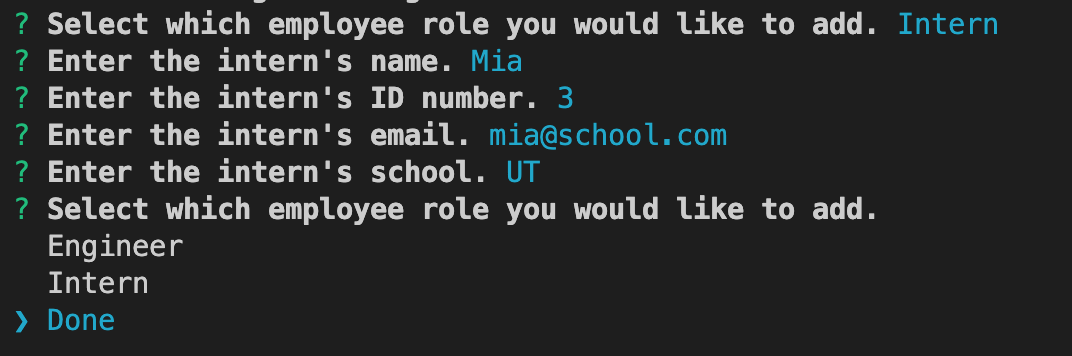 ? Select which employee role you would like to add. Intern
? Enter the intern's name. Mia
? Enter the intern's ID number. 3
? Enter the intern's email. mia@school.com
? Enter the intern's school. UT
? Select which employee role you would like to add.
Engineer
Intern
❯ Done